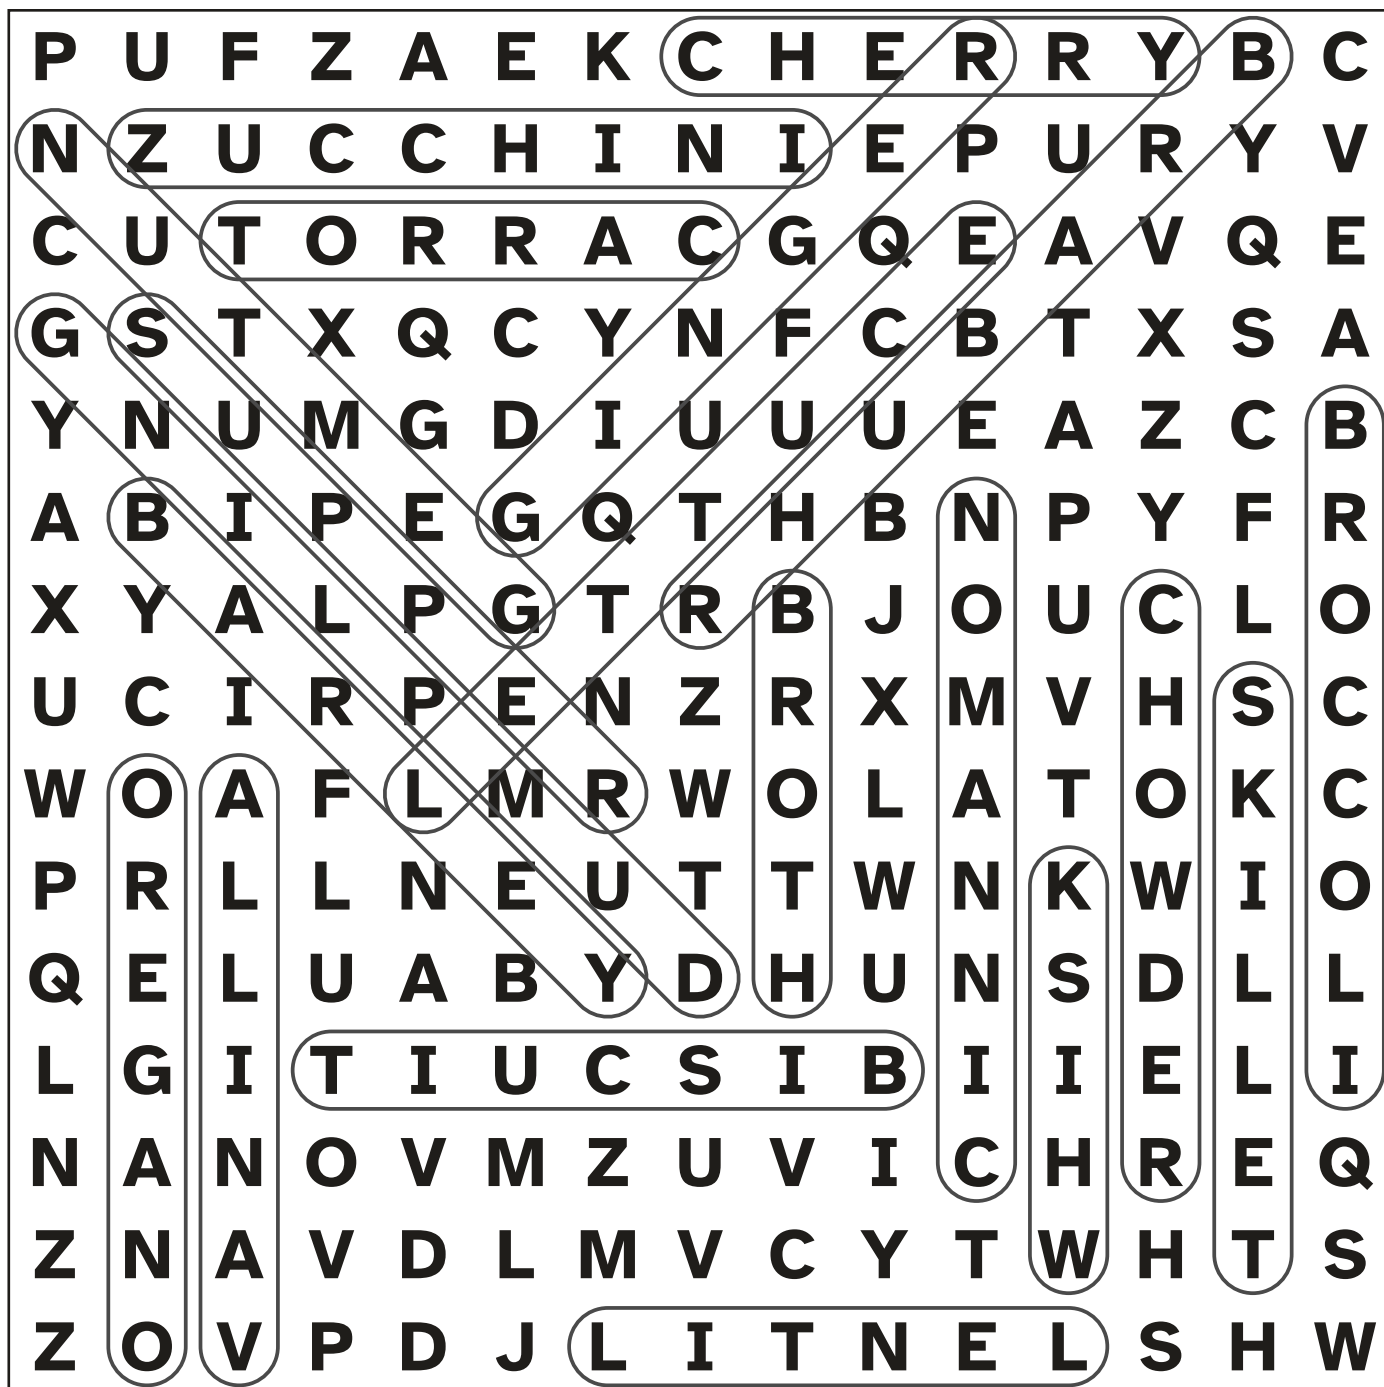 P U F Z A E K C H E R R Y B C
N Z U C C H I N I E P U R Y V
C U T O R R A C G Q E A V Q E
G S T X Q C Y N F C B T X S A
Y N U M G D I U U U E A Z C B
A B I P E G Q T H B N P Y F R
X Y A L P G T R B J O U C L O
U C I R P E N Z R X M V H S C
W O A F L M R W O L A T O K C
P R L L N E U T T W N K W I O
Q E L U A B Y D H U N S D L L
L G I T I U C S I B I I E L I
N A N O V M Z U V I C H R E Q
Z N A V D L M V C Y T W H T S
Z O V P D J L I T N E L S H W